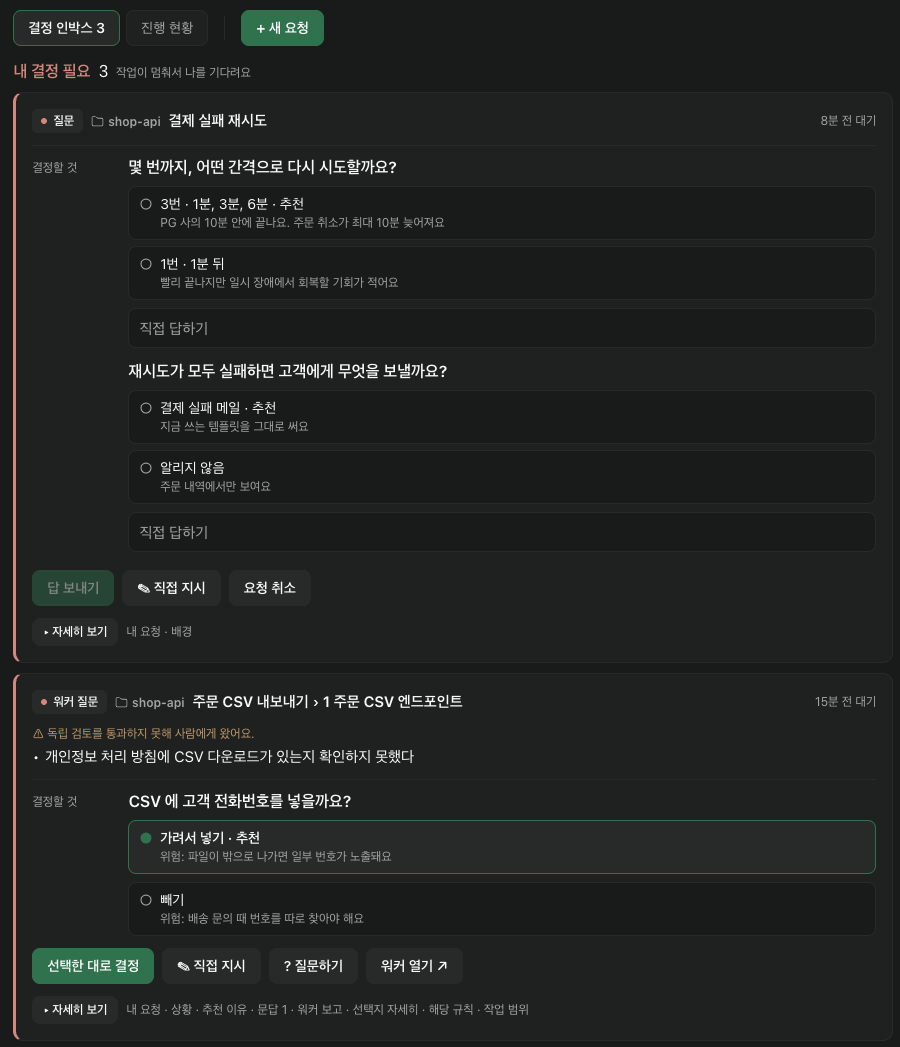 결정 인박스 3
진행 현황
+ 새 요청
내 결정 필요 3 작업이 멈춰서 나를 기다려요
질문 shop-api 결제 실패 재시도 8분 전 대기
결정할 것 몇 번까지, 어떤 간격으로 다시 시도할까요?
3번 · 1분, 3분, 6분 · 추천
PG 사의 10분 안에 끝나요. 주문 취소가 최대 10분 늦어져요
1번 · 1분 뒤
빨리 끝나지만 일시 장애에서 회복할 기회가 적어요
직접 답하기
재시도가 모두 실패하면 고객에게 무엇을 보낼까요?
결제 실패 메일 · 추천
지금 쓰는 템플릿을 그대로 써요
알리지 않음
주문 내역에서만 보여요
직접 답하기
답 보내기
✎ 직접 지시
요청 취소
▸ 자세히 보기 내 요청 · 배경
워커 질문 shop-api 주문 CSV 내보내기 › 1 주문 CSV 엔드포인트 15분 전 대기
⚠ 독립 검토를 통과하지 못해 사람에게 왔어요.
• 개인정보 처리 방침에 CSV 다운로드가 있는지 확인하지 못했다
결정할 것 CSV 에 고객 전화번호를 넣을까요?
가려서 넣기 · 추천
위험: 파일이 밖으로 나가면 일부 번호가 노출돼요
빼기
위험: 배송 문의 때 번호를 따로 찾아야 해요
선택한 대로 결정
✎ 직접 지시
? 질문하기
워커 열기 ↗
▸ 자세히 보기 내 요청 · 상황 · 추천 이유 · 문답 1 · 워커 보고 · 선택지 자세히 · 해당 규칙 · 작업 범위